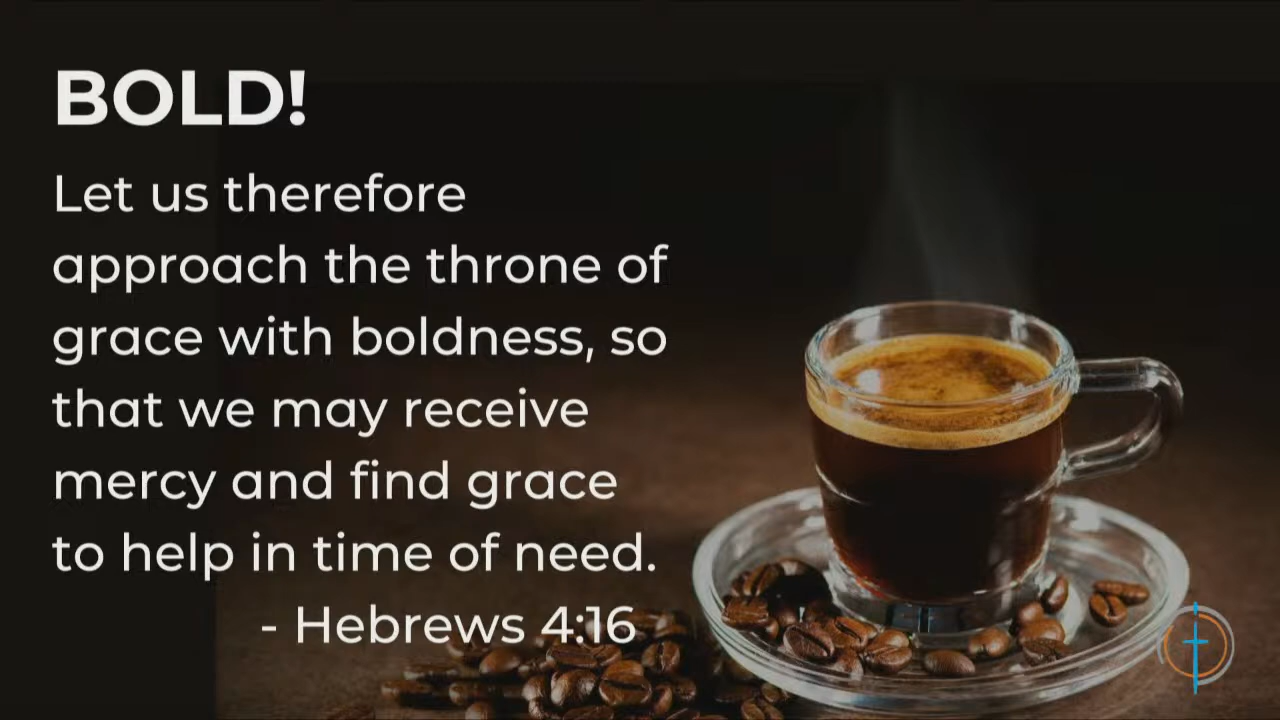 BOLD!
Let us therefore
approach the throne of
grace with boldness, so
that we may receive
mercy and find grace
to help in time of need.
- Hebrews 4:16